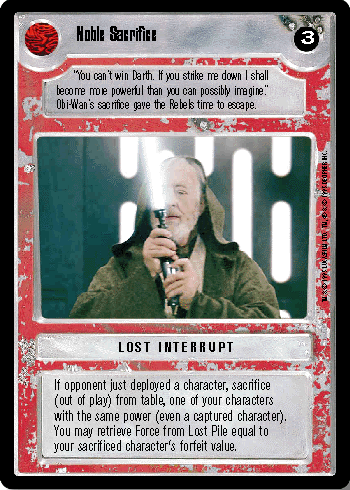 Noble Sacrifice
3
"You can't win Darth. If you strike me down I shall
become more powerful than you can possibly imagine."
Obi-Wan's sacrifice gave the Rebels time to escape.
LOST INTERRUPT
If opponent just deployed a character, sacrifice
(out of play) from table, one of your characters
with the same power (even a captured character).
You may retrieve Force from Lost Pile equal to
your sacrificed character's forfeit value.